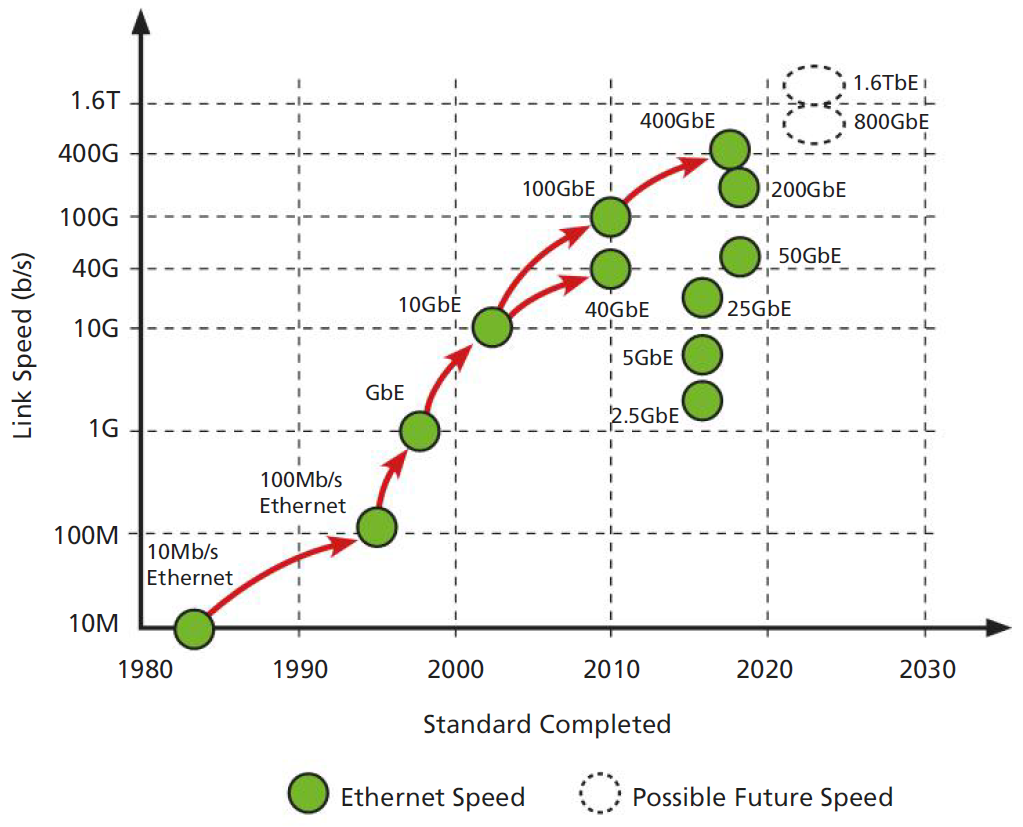 1.6TbE
1.6T
800GbE
400GbE
400G
100GbE
200GbE
100G
50GbE
40G
10GbE
40GbE
25GbE
10G
5GbE
GbE
2.5GbE
1G
Link Speed (b/s)
100Mb/s
Ethernet
100M
10Mb/s
Ethernet
10M
1980
1990
2000
2010
2020
2030
Standard Completed
Ethernet Speed
Possible Future Speed